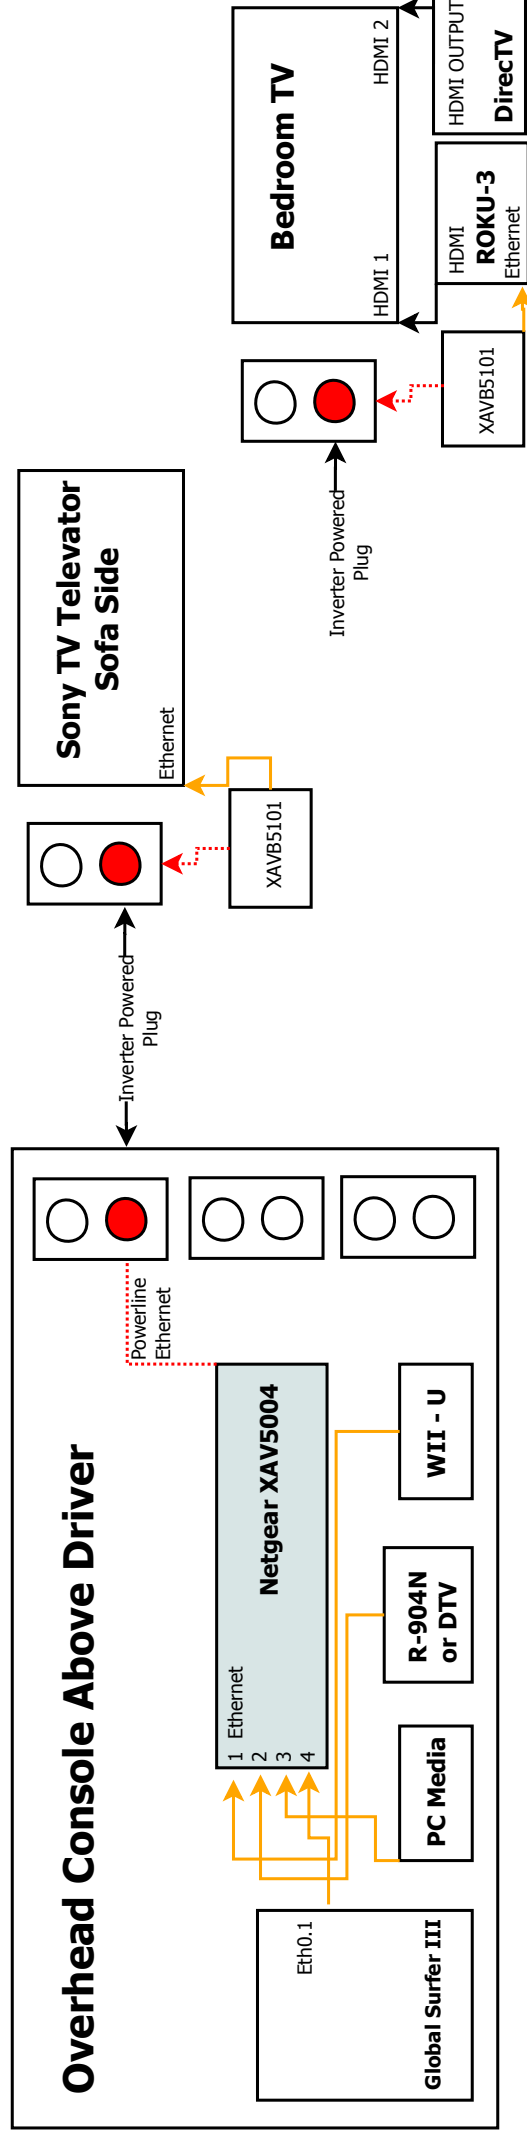 Overhead Console Above Driver
Global Surfer III
Eth0.1
PC Media
R-904N
or DTV
WII - U
Netgear XAV5004
1 Ethernet
2
3
4
Powerline
Ethernet
Inverter Powered
Plug
XAVB5101
Sony TV Televator
Sofa Side
Ethernet
Inverter Powered
Plug
XAVB5101
Bedroom TV
HDMI 1
HDMI 2
HDMI
ROKU-3
Ethernet
HDMI OUTPUT
DirecTV